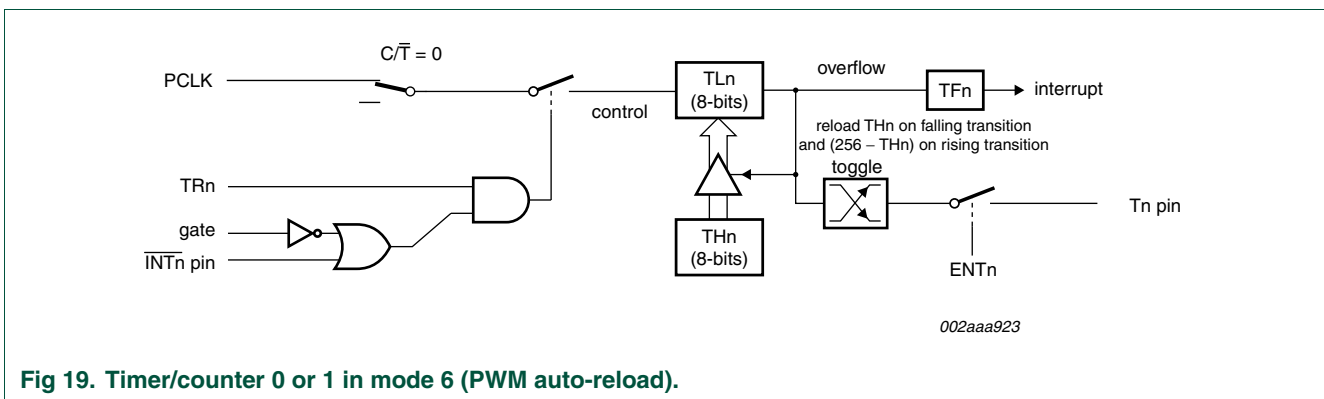 C/T̅ = 0
PCLK
TLn
(8-bits)
overflow
TFn
interrupt
control
reload THn on falling transition
and (256 − THn) on rising transition
toggle
TRn
Tn pin
gate
THn
(8-bits)
I̅N̅T̅n̅ pin
ENTn
002aaa923
Fig 19. Timer/counter 0 or 1 in mode 6 (PWM auto-reload).